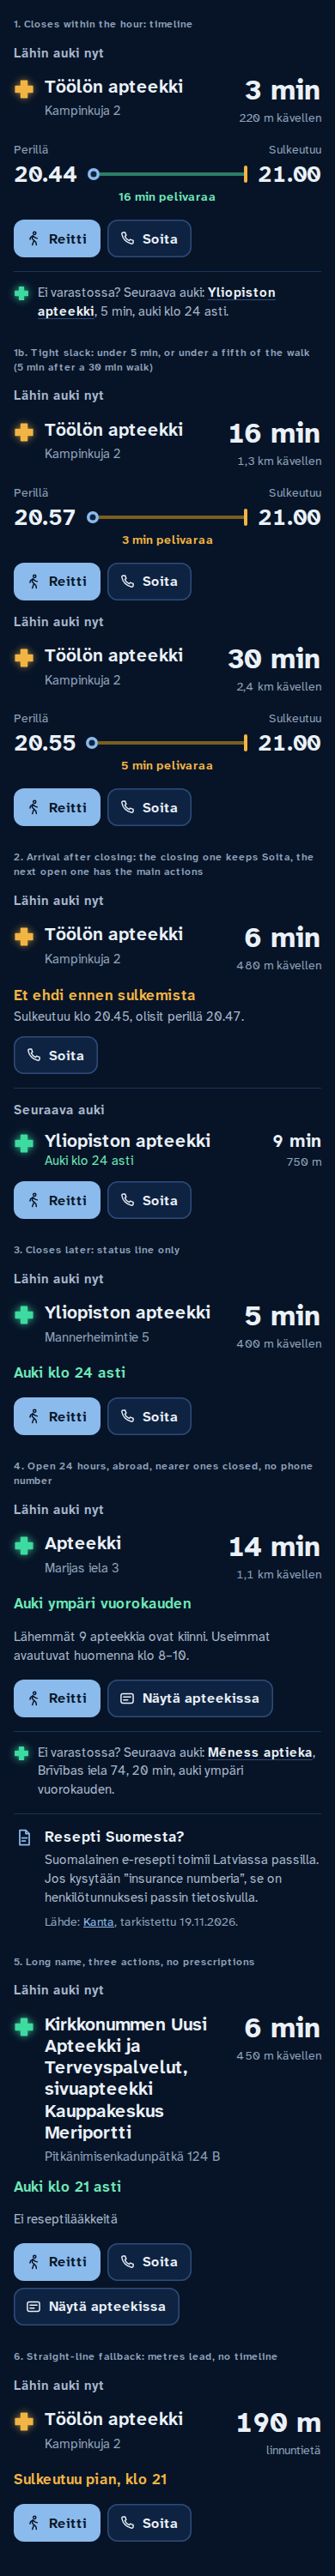 1. Closes within the hour: timeline
Lähin auki nyt
Töölön apteekki
3 min
Kampinkuja 2
220 m kävellen
Perillä
Sulkeutuu
20.44
21.00
16 min pelivaraa
Reitti
Soita
Ei varastossa? Seuraava auki: Yliopiston
apteekki, 5 min, auki klo 24 asti.
1b. Tight slack: under 5 min, or under a fifth of the walk
(5 min after a 30 min walk)
Lähin auki nyt
Töölön apteekki
16 min
Kampinkuja 2
1,3 km kävellen
Perillä
Sulkeutuu
20.57
21.00
3 min pelivaraa
Reitti
Soita
Lähin auki nyt
Töölön apteekki
30 min
Kampinkuja 2
2,4 km kävellen
Perillä
Sulkeutuu
20.55
21.00
5 min pelivaraa
Reitti
Soita
2. Arrival after closing: the closing one keeps Soita, the
next open one has the main actions
Lähin auki nyt
Töölön apteekki
6 min
Kampinkuja 2
480 m kävellen
Et ehdi ennen sulkemista
Sulkeutuu klo 20.45, olisit perillä 20.47.
Soita
Seuraava auki
Yliopiston apteekki
9 min
Auki klo 24 asti
750 m
Reitti
Soita
3. Closes later: status line only
Lähin auki nyt
Yliopiston apteekki
5 min
Mannerheimintie 5
400 m kävellen
Auki klo 24 asti
Reitti
Soita
4. Open 24 hours, abroad, nearer ones closed, no phone
number
Lähin auki nyt
Apteekki
14 min
Marijas iela 3
1,1 km kävellen
Auki ympäri vuorokauden
Lähemmät 9 apteekkia ovat kiinni. Useimmat
avautuvat huomenna klo 8–10.
Reitti
Näytä apteekissa
Ei varastossa? Seuraava auki: Mēness aptieka,
Brīvības iela 74, 20 min, auki ympäri
vuorokauden.
Resepti Suomesta?
Suomalainen e-resepti toimii Latviassa passilla.
Jos kysytään ”insurance numberia”, se on
henkilötunnuksesi passin tietosivulla.
Lähde: Kanta, tarkistettu 19.11.2026.
5. Long name, three actions, no prescriptions
Lähin auki nyt
Kirkkonummen Uusi
6 min
Apteekki ja
450 m kävellen
Terveyspalvelut,
sivuapteekki
Kauppakeskus
Meriportti
Pitkänimisenkadunpätkä 124 B
Auki klo 21 asti
Ei reseptilääkkeitä
Reitti
Soita
Näytä apteekissa
6. Straight-line fallback: metres lead, no timeline
Lähin auki nyt
Töölön apteekki
190 m
Kampinkuja 2
linnuntietä
Sulkeutuu pian, klo 21
Reitti
Soita